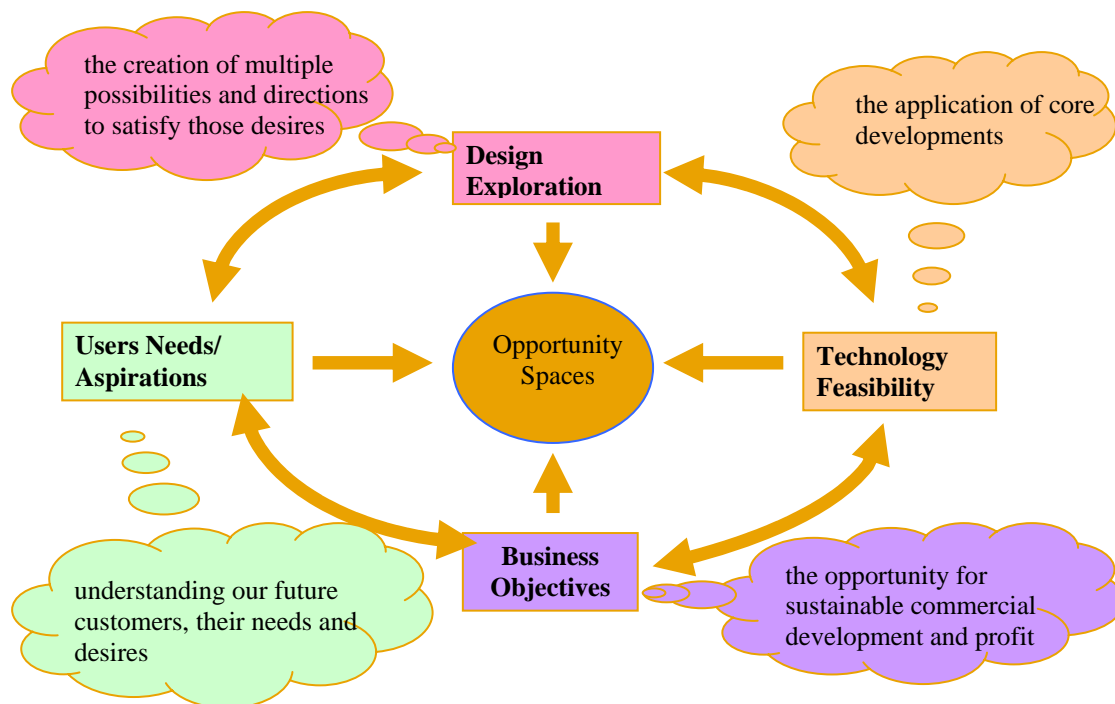 the creation of multiple
possibilities and directions
to satisfy those desires
the application of core
developments
Design
Exploration
Users Needs/
Aspirations
Opportunity
Spaces
Technology
Feasibility
Business
Objectives
understanding our future
customers, their needs and
desires
the opportunity for
sustainable commercial
development and profit